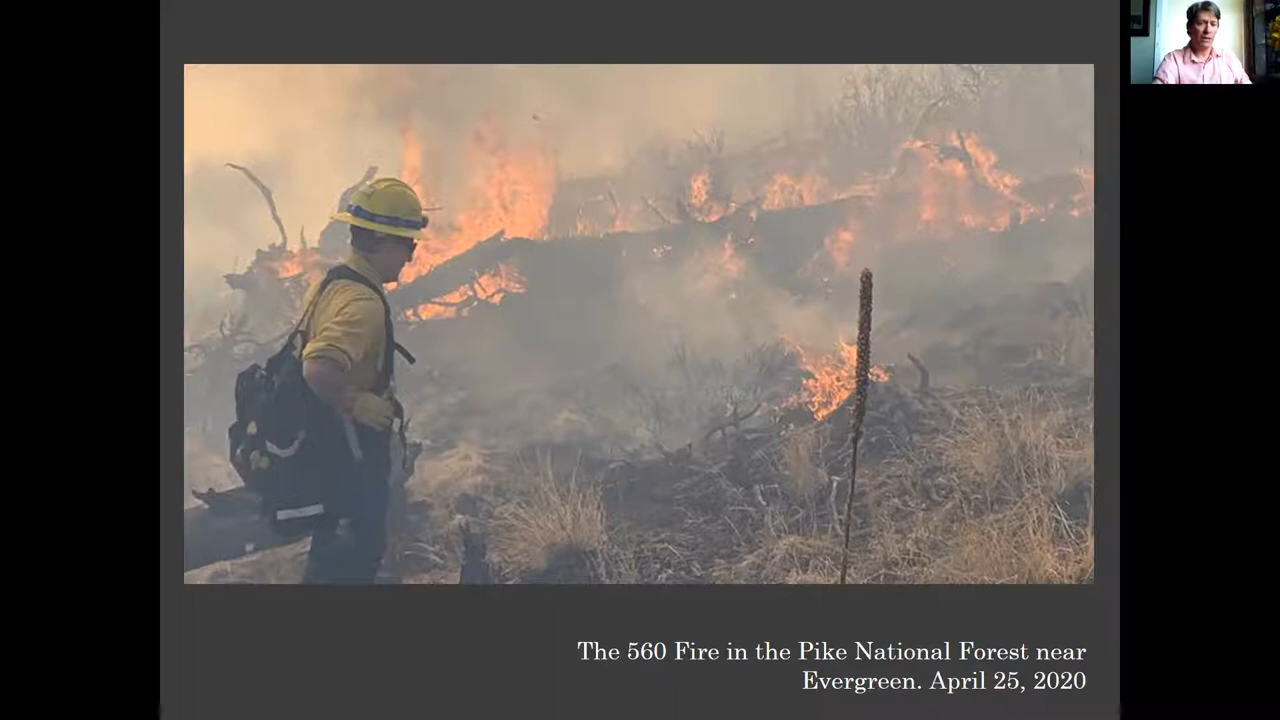 The 560 Fire in the Pike National Forest near
Evergreen. April 25, 2020